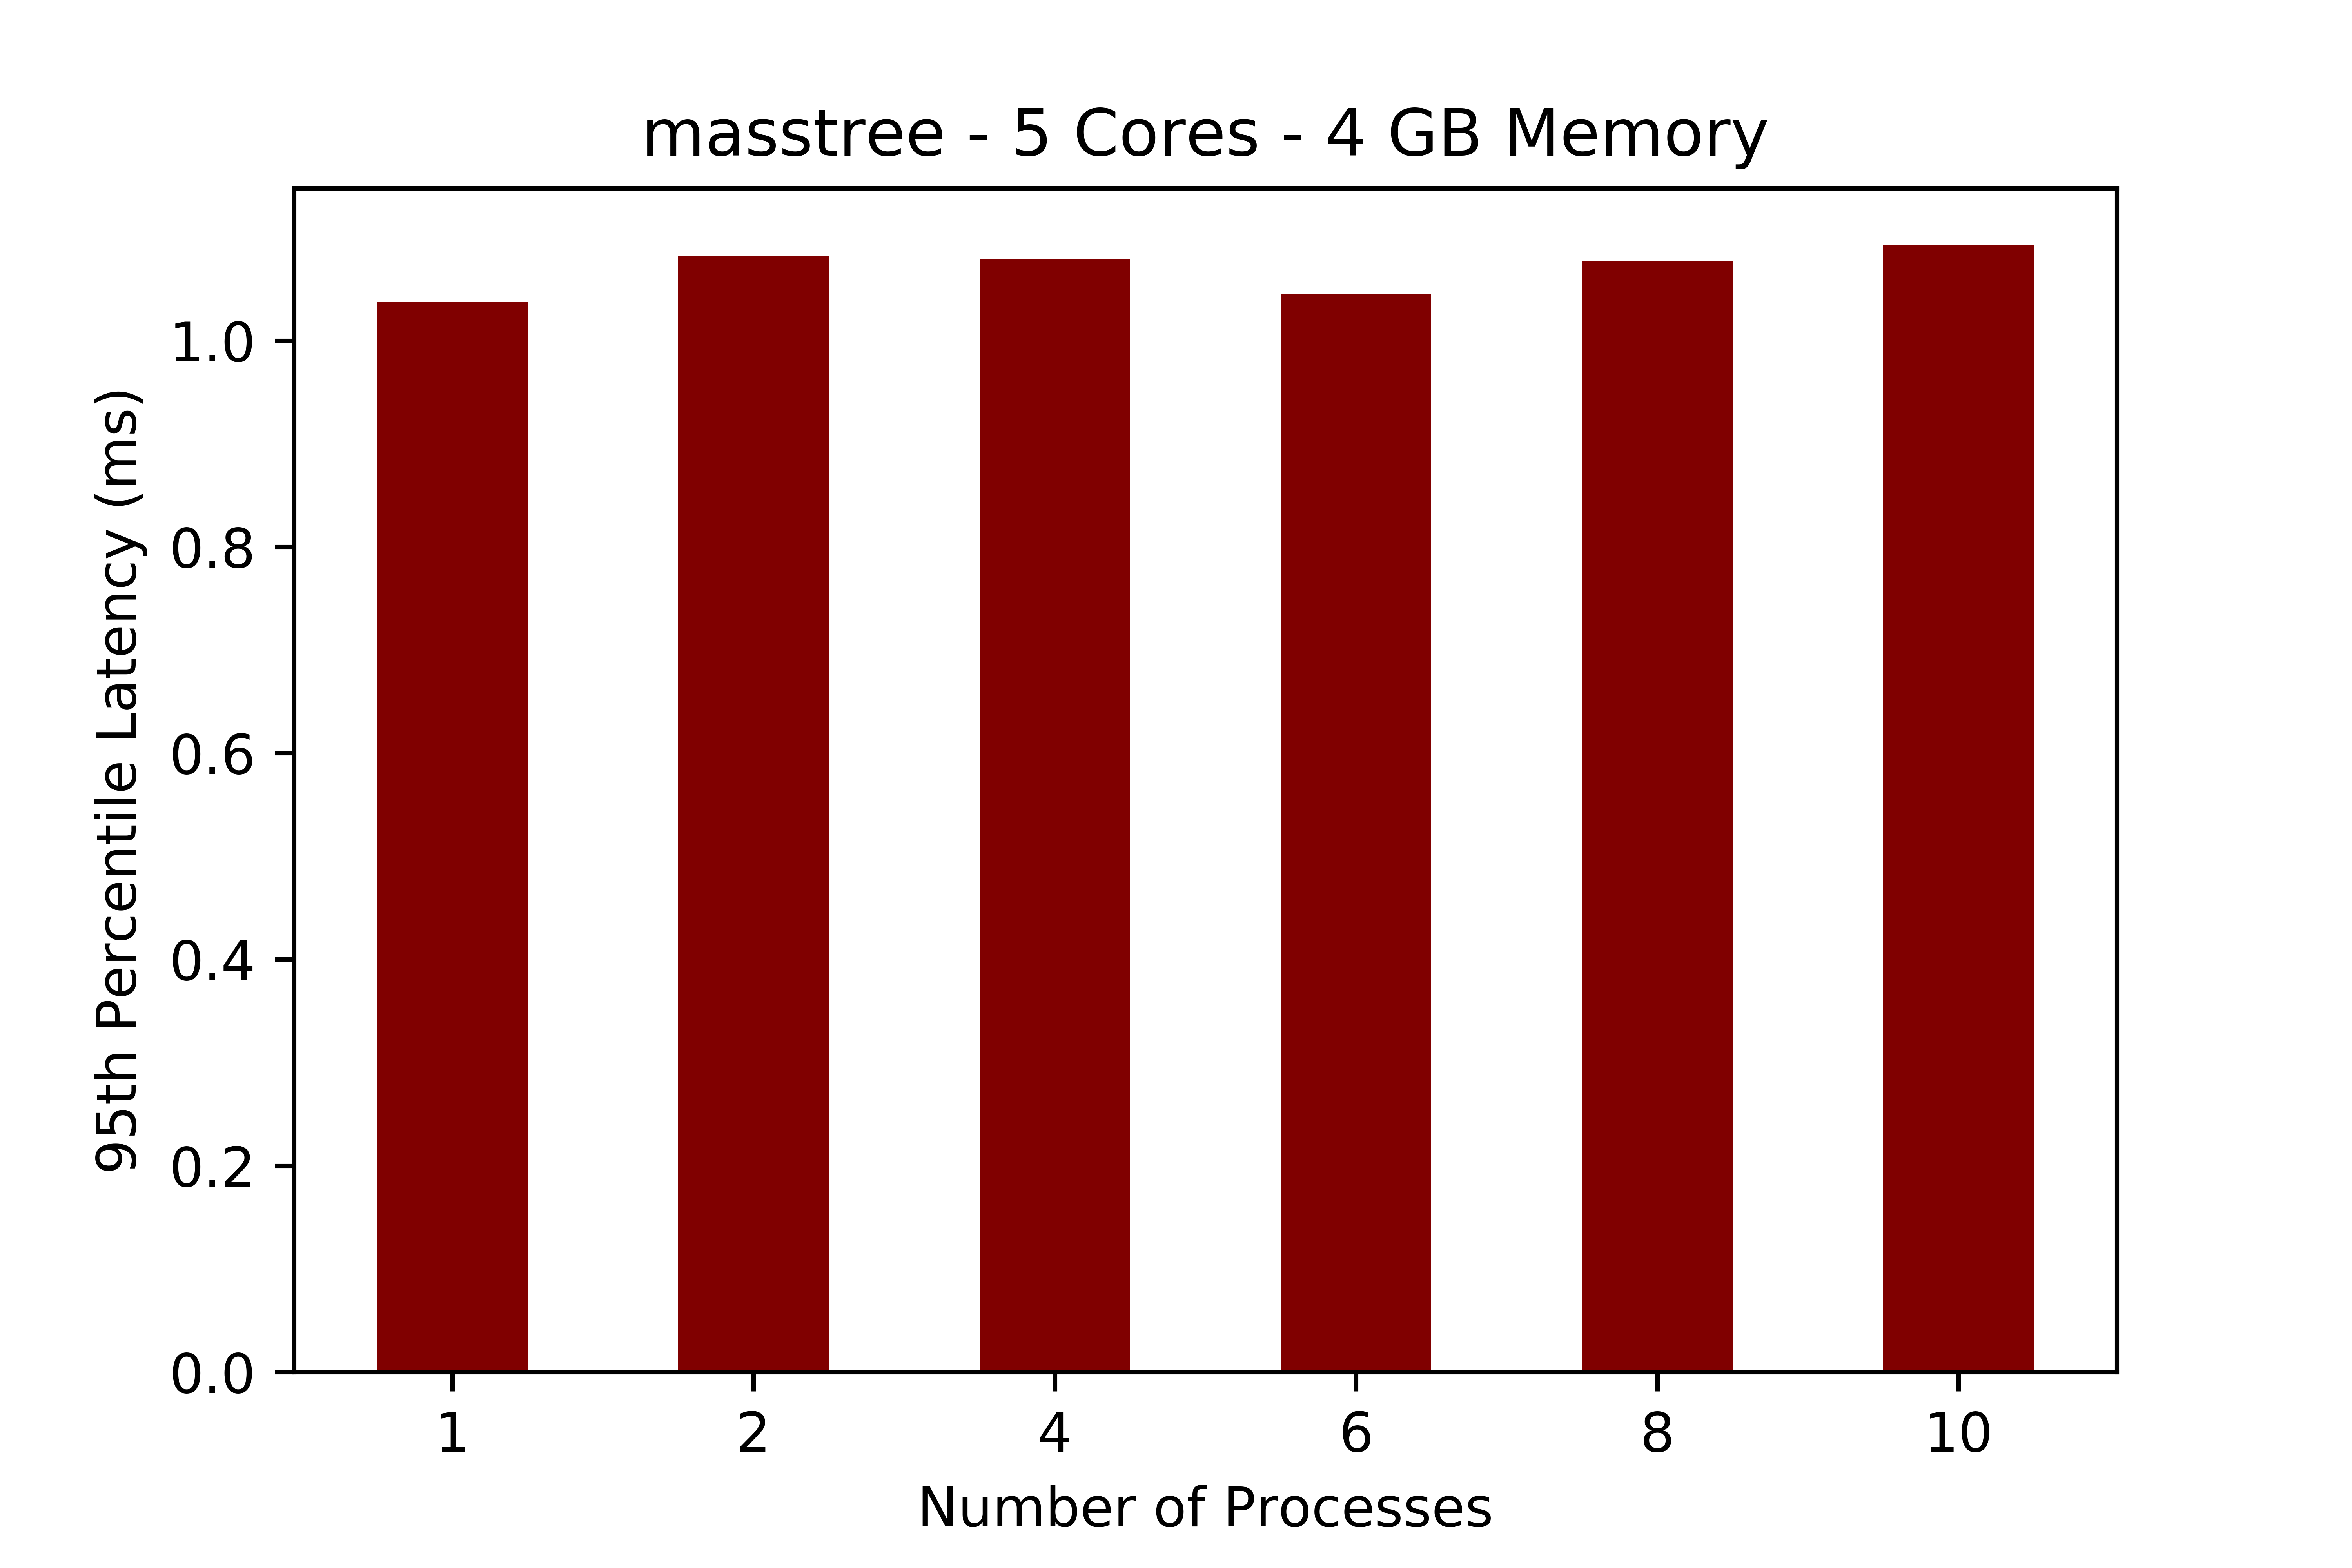 masstree - 5 Cores - 4 GB Memory
95th Percentile Latency (ms)
1.0
0.8
0.6
0.4
0.2
0.0
1 2 4 6 8 10
Number of Processes